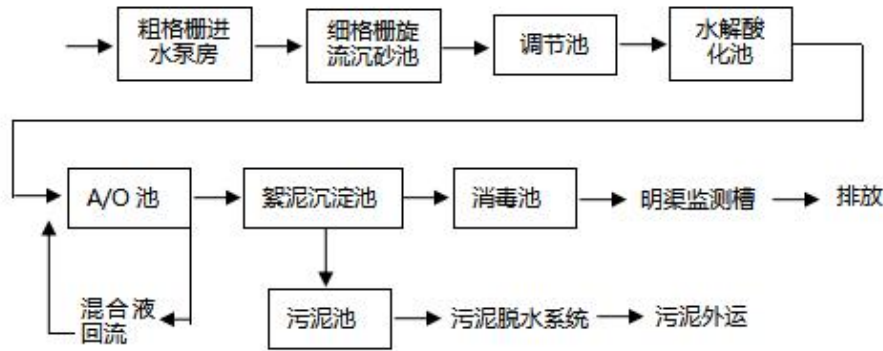 粗格栅进
水泵房
细格栅旋
流沉砂池
调节池
水解酸
化池
A/O 池
絮泥沉淀池
消毒池
明渠监测槽
排放
混合液
回流
污泥池
污泥脱水系统
污泥外运